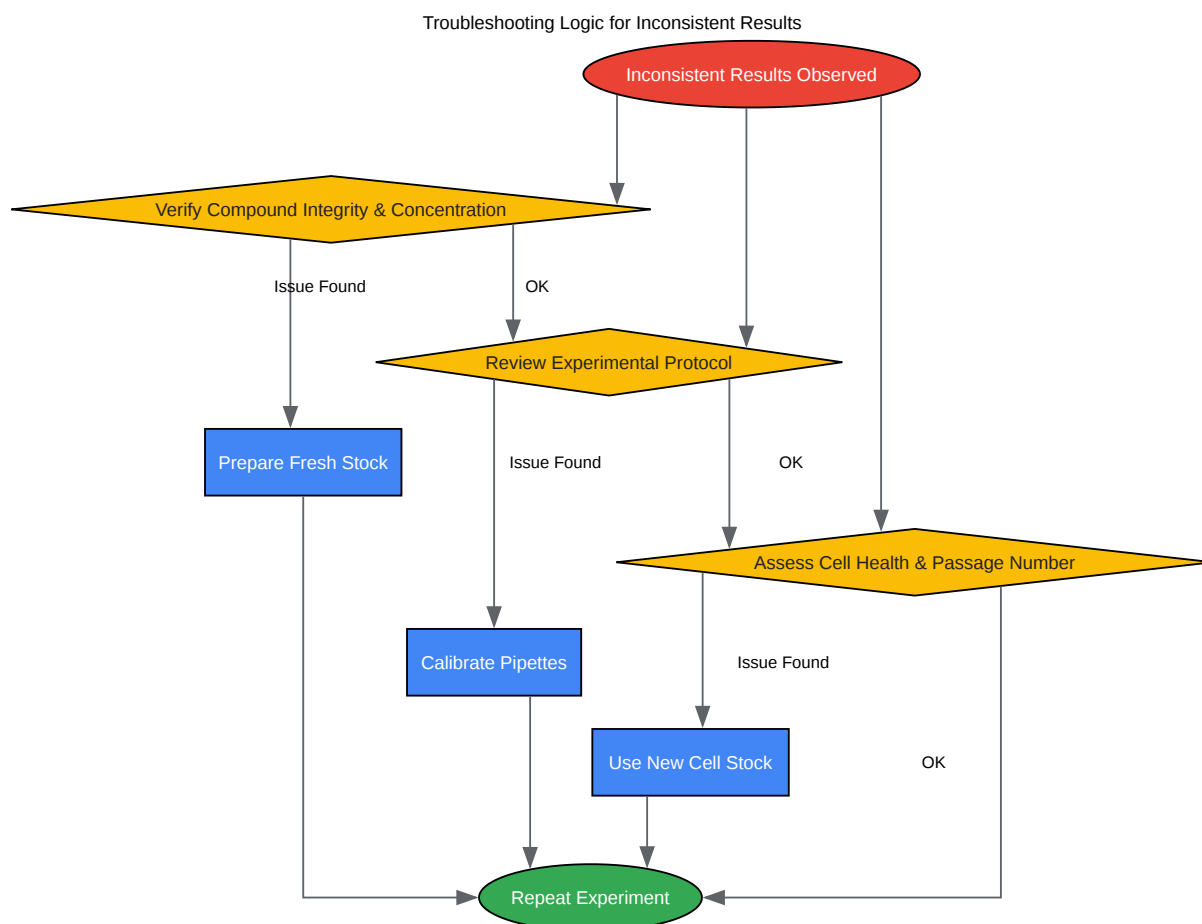 Troubleshooting Logic for Inconsistent Results
Inconsistent Results Observed
Verify Compound Integrity & Concentration
Issue Found
OK
Review Experimental Protocol
Prepare Fresh Stock
Issue Found
OK
Assess Cell Health & Passage Number
Calibrate Pipettes
Issue Found
Use New Cell Stock
OK
Repeat Experiment